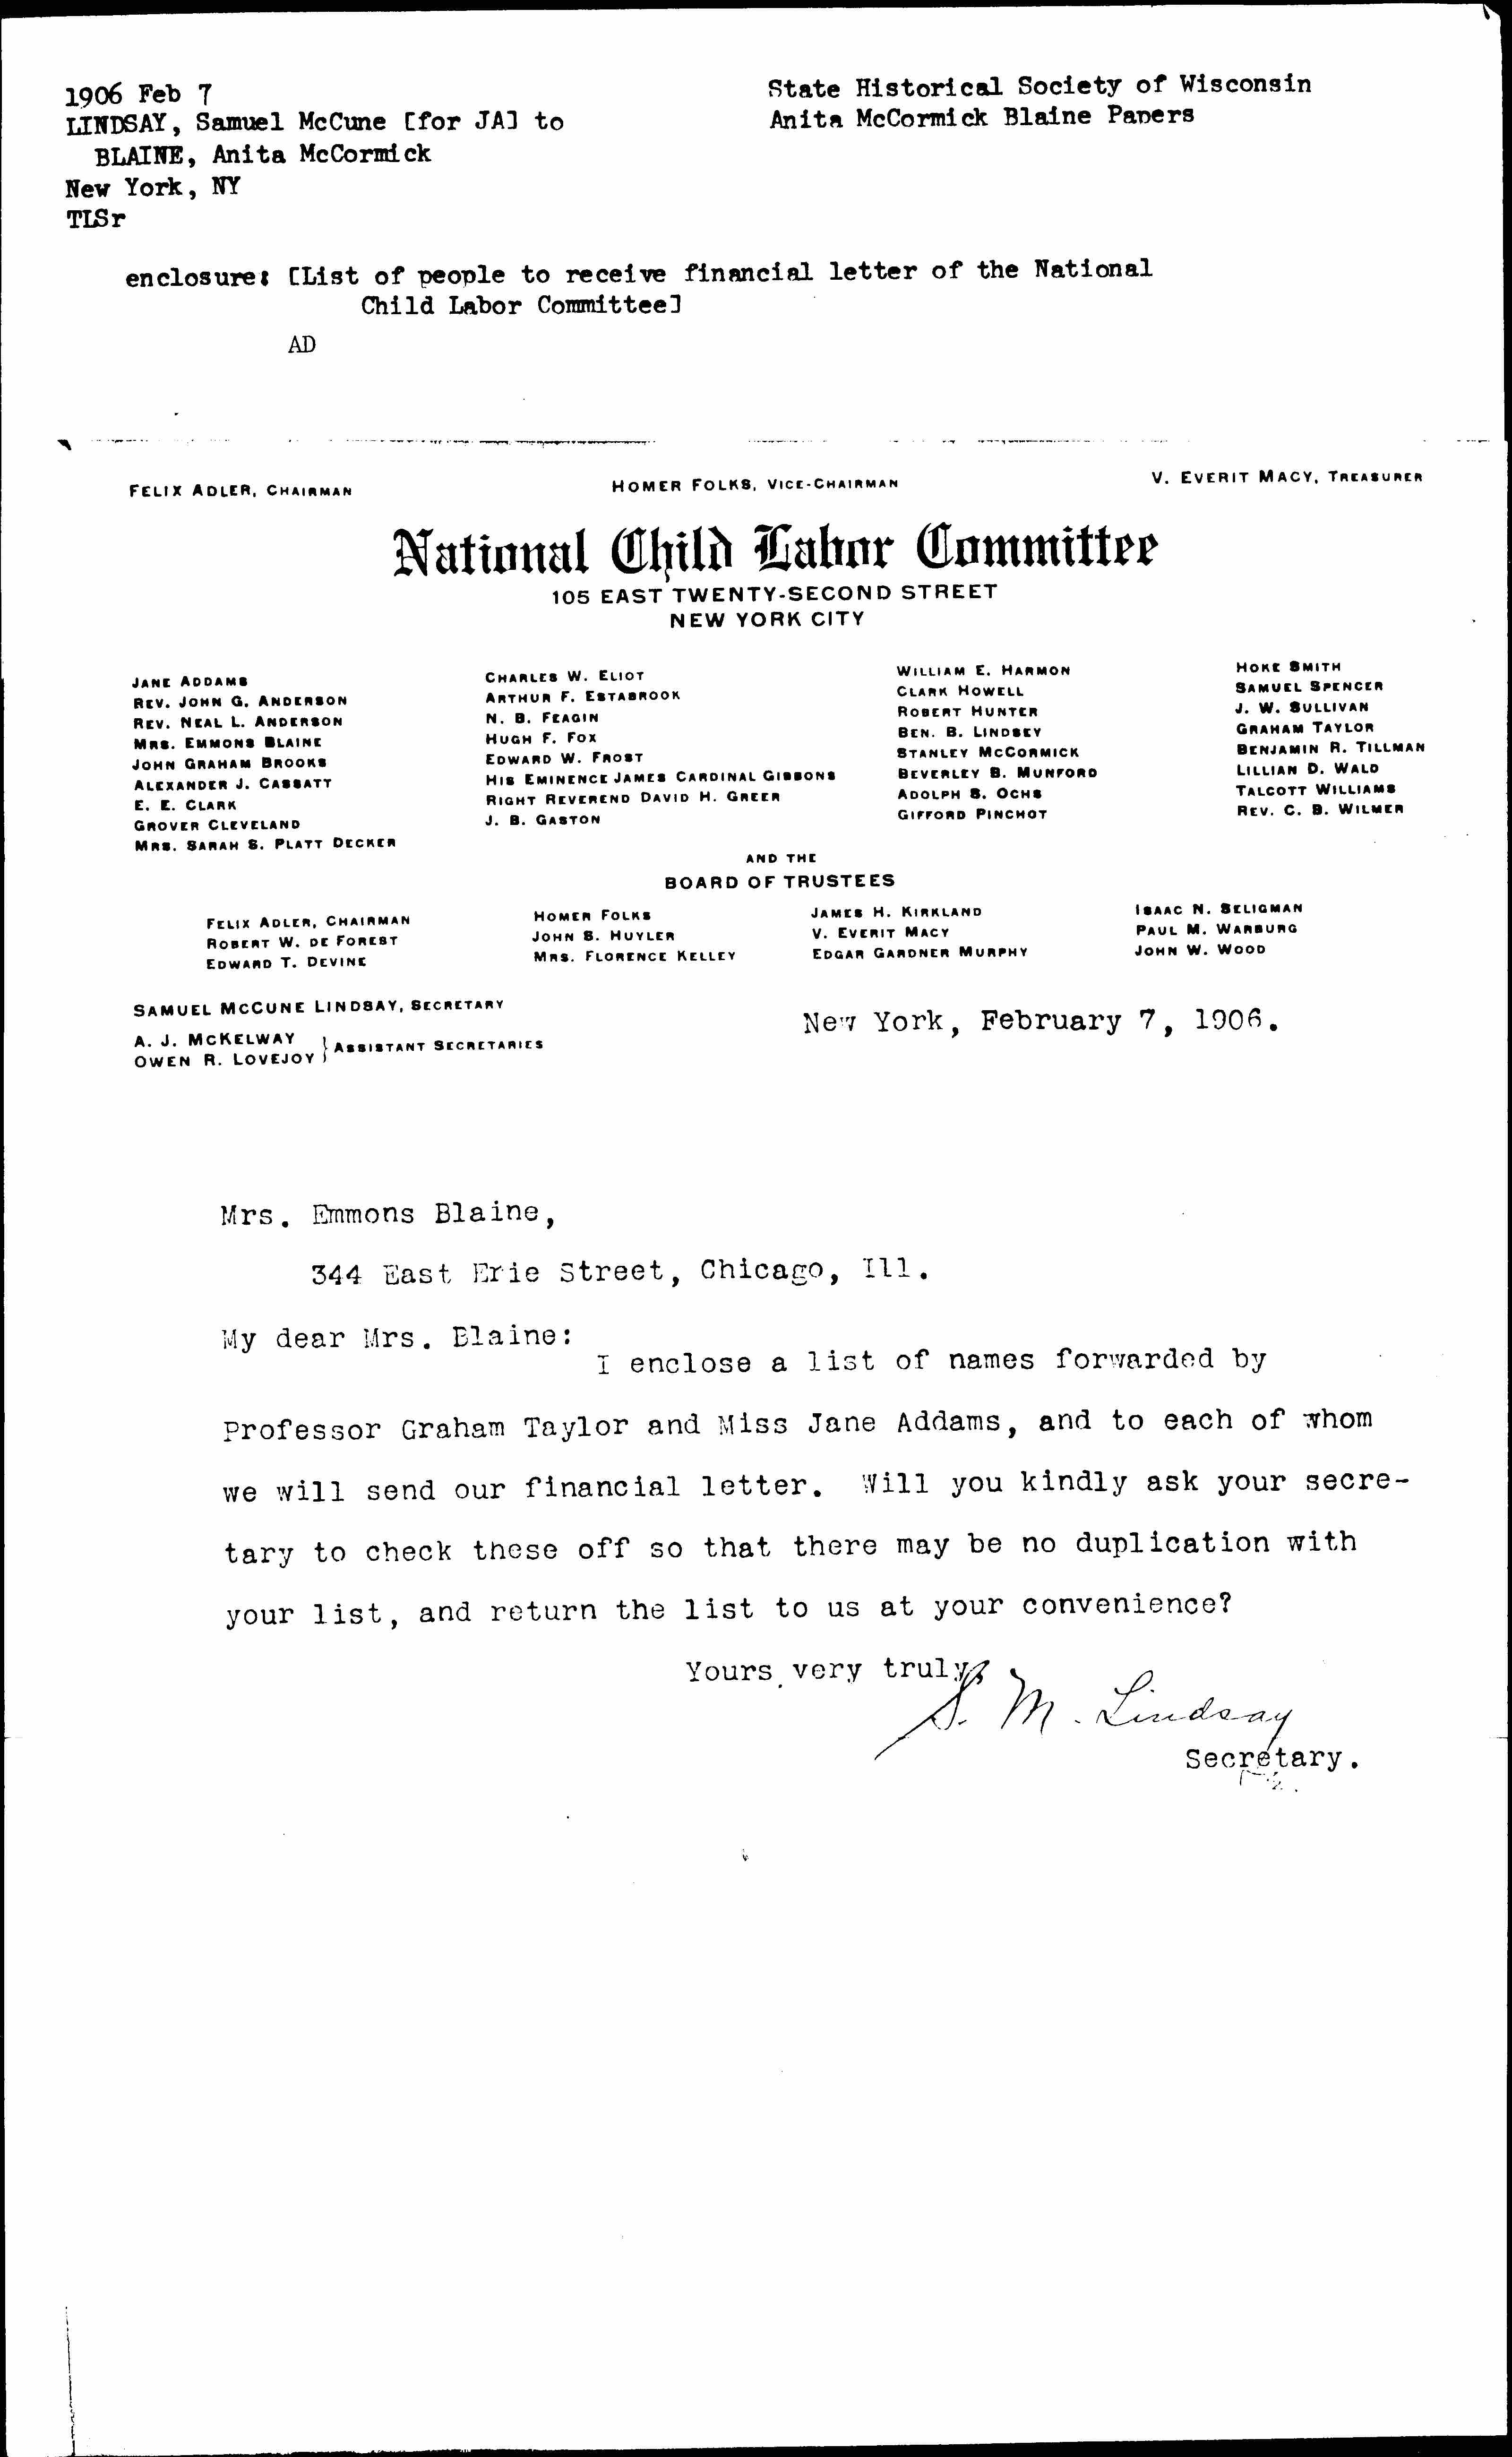 1906 Feb 7
LINDSAY, Samuel McCune [for JA] to
BLAINE, Anita McCormick
New York, NY
TLSr
State Historical Society of Wisconsin
Anita McCormick Blaine Papers
enclosure: [List of people to receive financial letter of the National
Child Labor Committee]
AD
FELIX ADLER, CHAIRMAN
HOMER FOLKS, VICE-CHAIRMAN
V. EVERIT MACY, TREASURER
National Child Labor Committee
105 EAST TWENTY-SECOND STREET
NEW YORK CITY
JANE ADDAMS
REV. JOHN G. ANDERSON
REV. NEAL L. ANDERSON
MRS. EMMONS BLAINE
JOHN GRAHAM BROOKS
ALEXANDER J. CASSATT
E. E. CLARK
GROVER CLEVELAND
MRS. SARAH S. PLATT DECKER
CHARLES W. ELIOT
ARTHUR F. ESTABROOK
N. B. FEAGIN
HUGH F. FOX
EDWARD W. FROST
HIS EMINENCE JAMES CARDINAL GIBBONS
RIGHT REVEREND DAVID H. GREER
J. B. GASTON
WILLIAM E. HARMON
CLARK HOWELL
ROBERT HUNTER
BEN. B. LINDSEY
STANLEY MCCORMICK
BEVERLEY B. MUNFORD
ADOLPH S. OCHS
GIFFORD PINCHOT
HOKE SMITH
SAMUEL SPENCER
J. W. SULLIVAN
GRAHAM TAYLOR
BENJAMIN R. TILLMAN
LILLIAN D. WALD
TALCOTT WILLIAMS
REV. C. B. WILMER
AND THE
BOARD OF TRUSTEES
FELIX ADLER, CHAIRMAN
ROBERT W. DE FOREST
EDWARD T. DEVINE
HOMER FOLKS
JOHN S. HUYLER
MRS. FLORENCE KELLEY
JAMES H. KIRKLAND
V. EVERIT MACY
EDGAR GARDNER MURPHY
ISAAC N. SELIGMAN
PAUL M. WARBURG
JOHN W. WOOD
SAMUEL MCCUNE LINDSAY, SECRETARY
A. J. MCKELWAY
OWEN R. LOVEJOY } ASSISTANT SECRETARIES
New York, February 7, 1906.
Mrs. Emmons Blaine,
344 East Erie Street, Chicago, Ill.
My dear Mrs. Blaine:
I enclose a list of names forwarded by
Professor Graham Taylor and Miss Jane Addams, and to each of whom
we will send our financial letter. Will you kindly ask your secre-
tary to check these off so that there may be no duplication with
your list, and return the list to us at your convenience?
Yours very truly,
S. M. Lindsay
Secretary.